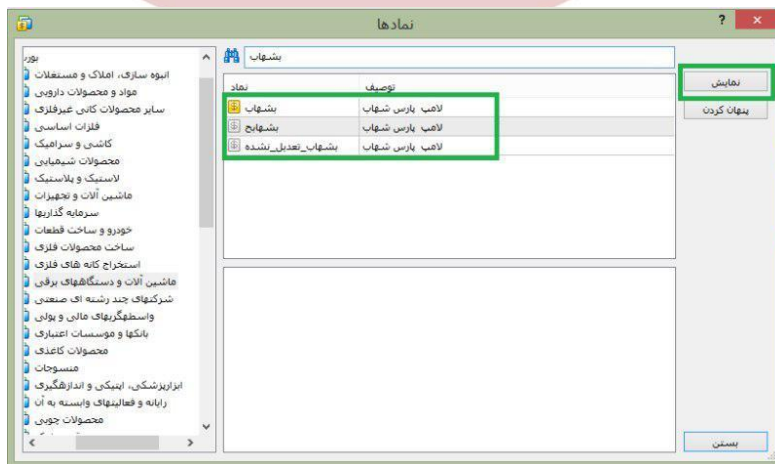 نمادها
?
×
بشهاب
بورس
انبوه سازی، املاک و مستغلات
مواد و محصولات دارویی
سایر محصولات کانی غیرفلزی
فلزات اساسی
کاشی و سرامیک
محصولات شیمیایی
لاستیک و پلاستیک
ماشین آلات و تجهیزات
سرمایه گذاریها
خودرو و ساخت قطعات
ساخت محصولات فلزی
استخراج کانه های فلزی
ماشین آلات و دستگاههای برقی
شرکتهای چند رشته ای صنعتی
واسطهگریهای مالی و پولی
بانکها و موسسات اعتباری
محصولات کاغذی
منسوجات
ابزارپزشکی، اپتیکی و اندازهگیری
رایانه و فعالیتهای وابسته به آن
محصولات چوبی
نماد توصیف
بشهاب لامپ پارس شهاب
بشهابح لامپ پارس شهاب
بشهاب_تعدیل_نشده لامپ پارس شهاب
نمایش
پنهان کردن
بستن